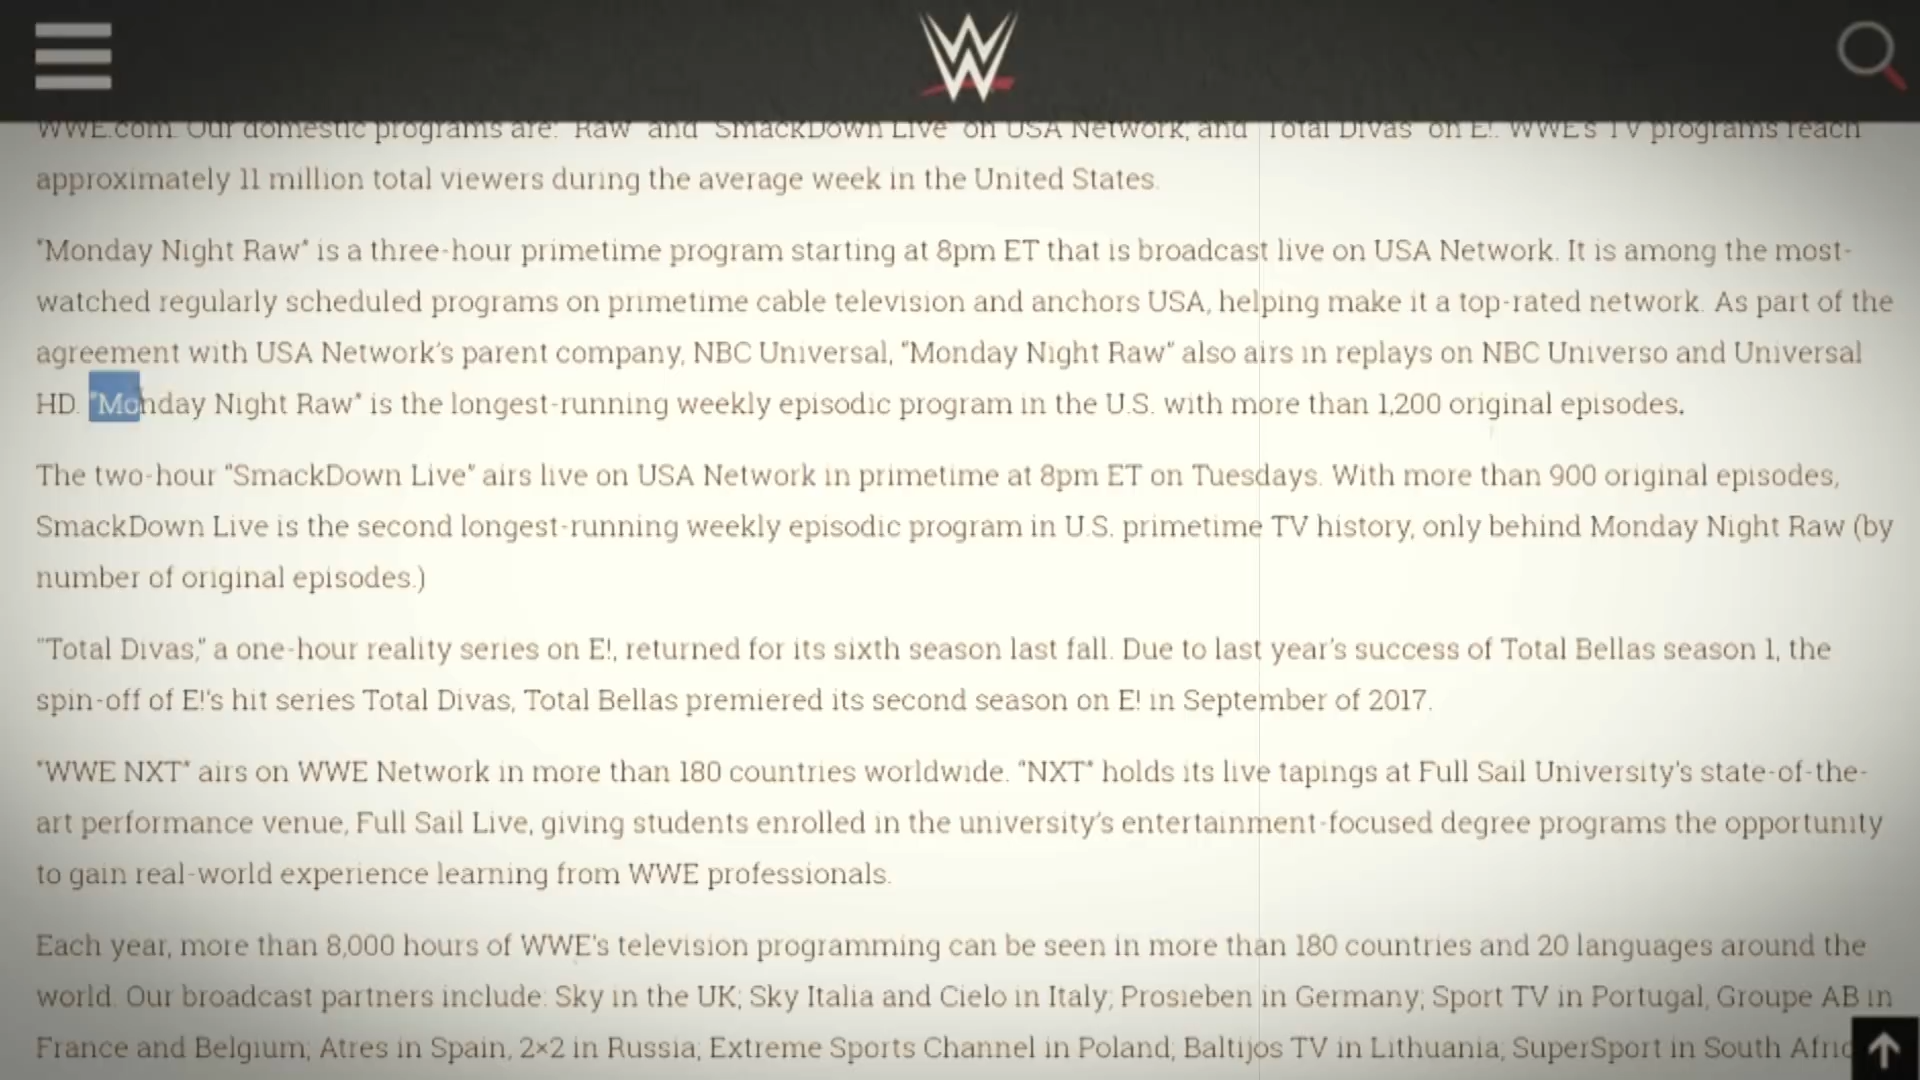 WWE.com. Our domestic programs are: "Raw" and "SmackDown Live" on USA Network, and "Total Divas" on E!. WWE's TV programs reach
approximately 11 million total viewers during the average week in the United States.
"Monday Night Raw" is a three-hour primetime program starting at 8pm ET that is broadcast live on USA Network. It is among the most-
watched regularly scheduled programs on primetime cable television and anchors USA, helping make it a top-rated network. As part of the
agreement with USA Network's parent company, NBC Universal, "Monday Night Raw" also airs in replays on NBC Universo and Universal
HD. "Monday Night Raw" is the longest-running weekly episodic program in the U.S. with more than 1,200 original episodes.
The two-hour "SmackDown Live" airs live on USA Network in primetime at 8pm ET on Tuesdays. With more than 900 original episodes,
SmackDown Live is the second longest-running weekly episodic program in U.S. primetime TV history, only behind Monday Night Raw (by
number of original episodes.)
"Total Divas," a one-hour reality series on E!, returned for its sixth season last fall. Due to last year's success of Total Bellas season 1, the
spin-off of E!'s hit series Total Divas, Total Bellas premiered its second season on E! in September of 2017.
"WWE NXT" airs on WWE Network in more than 180 countries worldwide. "NXT" holds its live tapings at Full Sail University's state-of-the-
art performance venue, Full Sail Live, giving students enrolled in the university's entertainment-focused degree programs the opportunity
to gain real-world experience learning from WWE professionals.
Each year, more than 8,000 hours of WWE's television programming can be seen in more than 180 countries and 20 languages around the
world. Our broadcast partners include: Sky in the UK; Sky Italia and Cielo in Italy; Prosieben in Germany; Sport TV in Portugal, Groupe AB in
France and Belgium; Atres in Spain, 2×2 in Russia; Extreme Sports Channel in Poland; Baltijos TV in Lithuania; SuperSport in South Afric